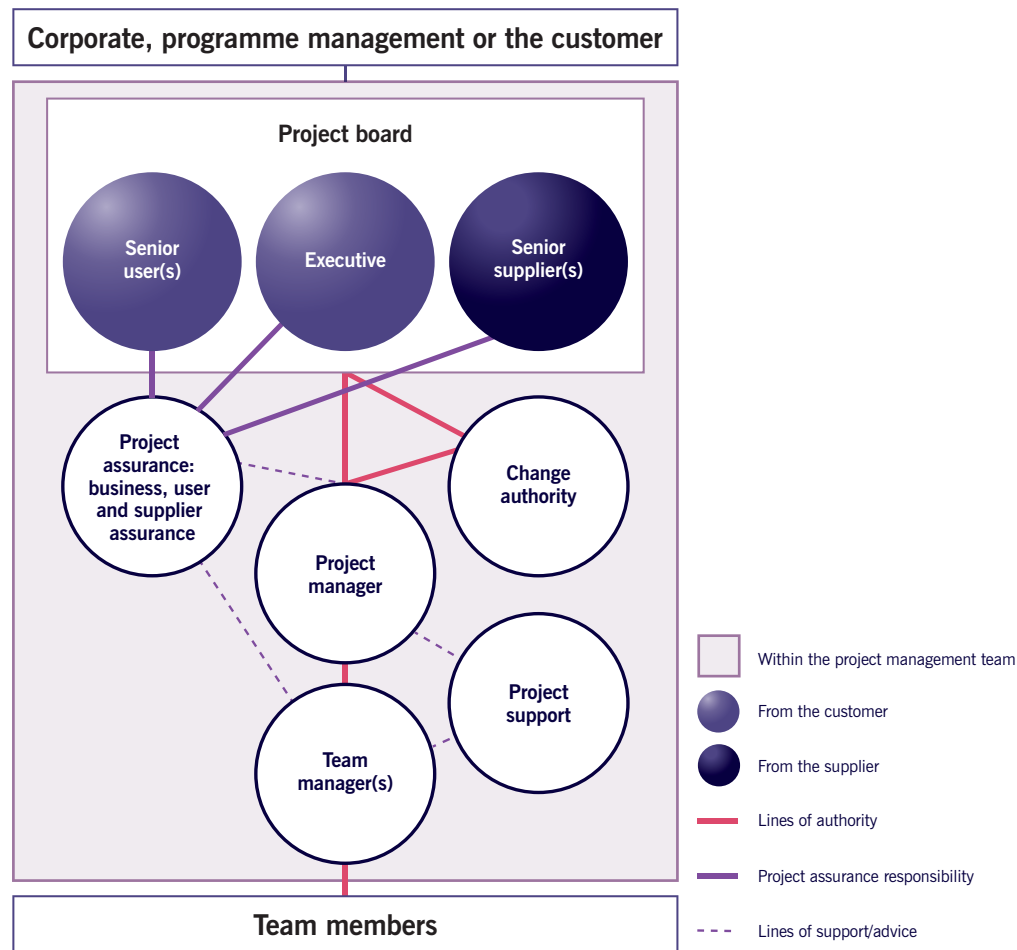 Corporate, programme management or the customer
Project board
Senior
user(s)
Executive
Senior
supplier(s)
Project
assurance:
business, user
and supplier
assurance
Change
authority
Project
manager
Project
support
Team
manager(s)
Team members
Within the project management team
From the customer
From the supplier
Lines of authority
Project assurance responsibility
Lines of support/advice